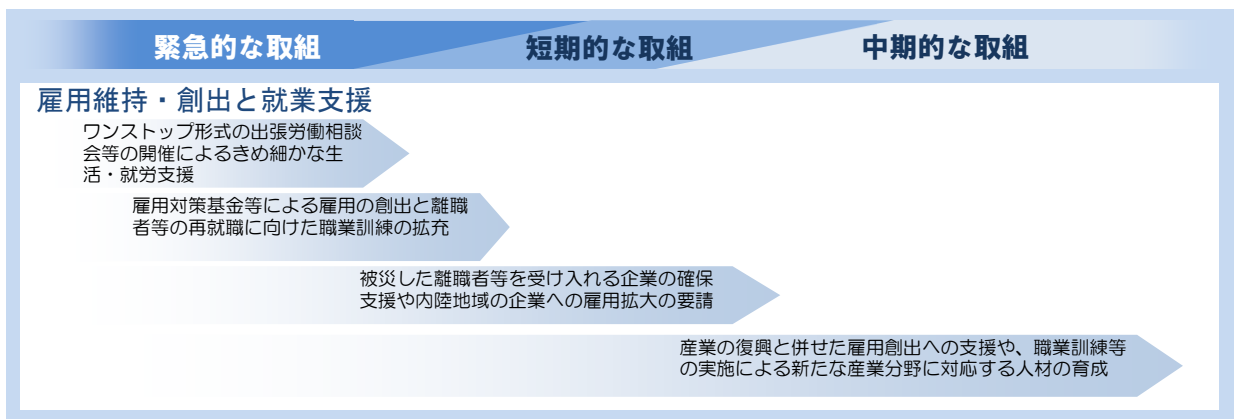 緊急的な取組 短期的な取組 中期的な取組
雇用維持・創出と就業支援
ワンストップ形式の出張労働相談
会等の開催によるきめ細かな生
活・就労支援
雇用対策基金等による雇用の創出と離職
者等の再就職に向けた職業訓練の拡充
被災した離職者等を受け入れる企業の確保
支援や内陸地域の企業への雇用拡大の要請
産業の復興と併せた雇用創出への支援や、職業訓練等
の実施による新たな産業分野に対応する人材の育成